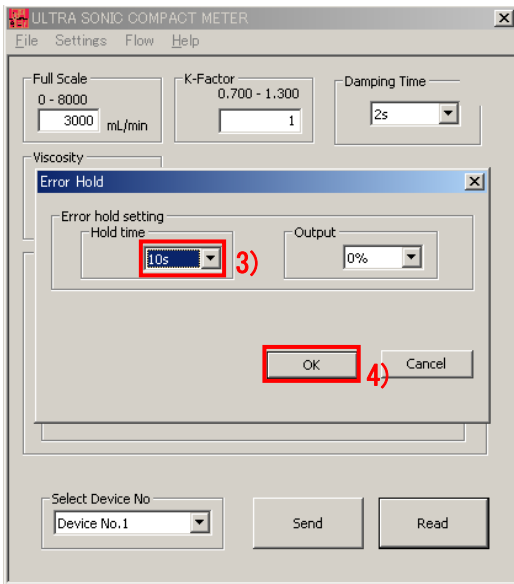 ULTRA SONIC COMPACT METER
File Settings Flow Help
Full Scale
0 - 8000
3000 mL/min
K-Factor
0.700 - 1.300
1
Damping Time
2s
Viscosity
Error Hold
Error hold setting
Hold time
10s
3)
Output
0%
OK
4)
Cancel
Select Device No
Device No.1
Send
Read